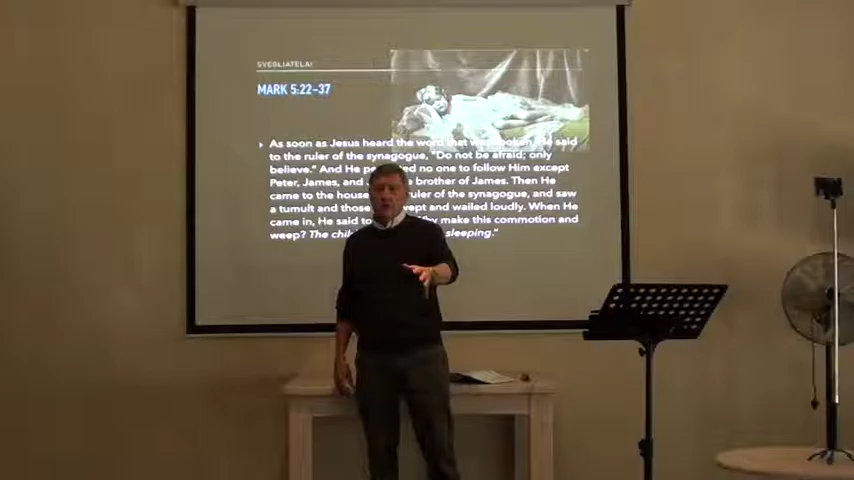 SVEGLIATELA!
MARK 5:22–37
As soon as Jesus heard the word that was spoken, He said
to the ruler of the synagogue, "Do not be afraid; only
believe." And He no one to follow Him except
Peter, James, and brother of James. Then He
came to the house ruler of the synagogue, and saw
a tumult and those wept and wailed loudly. When He
came in, He said to make this commotion and
weep? The sleeping."